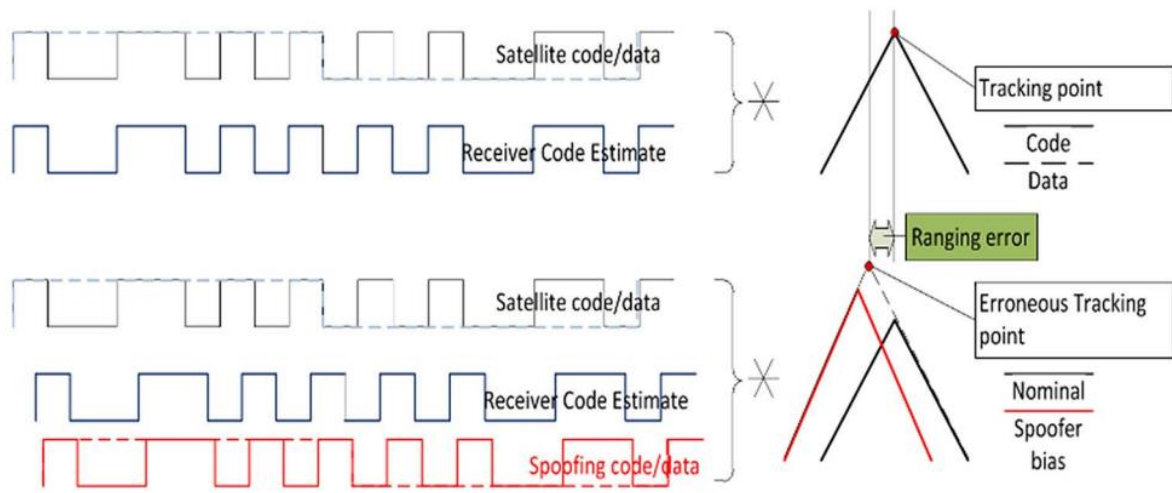 Satellite code/data
Receiver Code Estimate
Tracking point
Code
Data
Ranging error
Satellite code/data
Receiver Code Estimate
Spoofing code/data
Erroneous Tracking
point
Nominal
Spoofer
bias